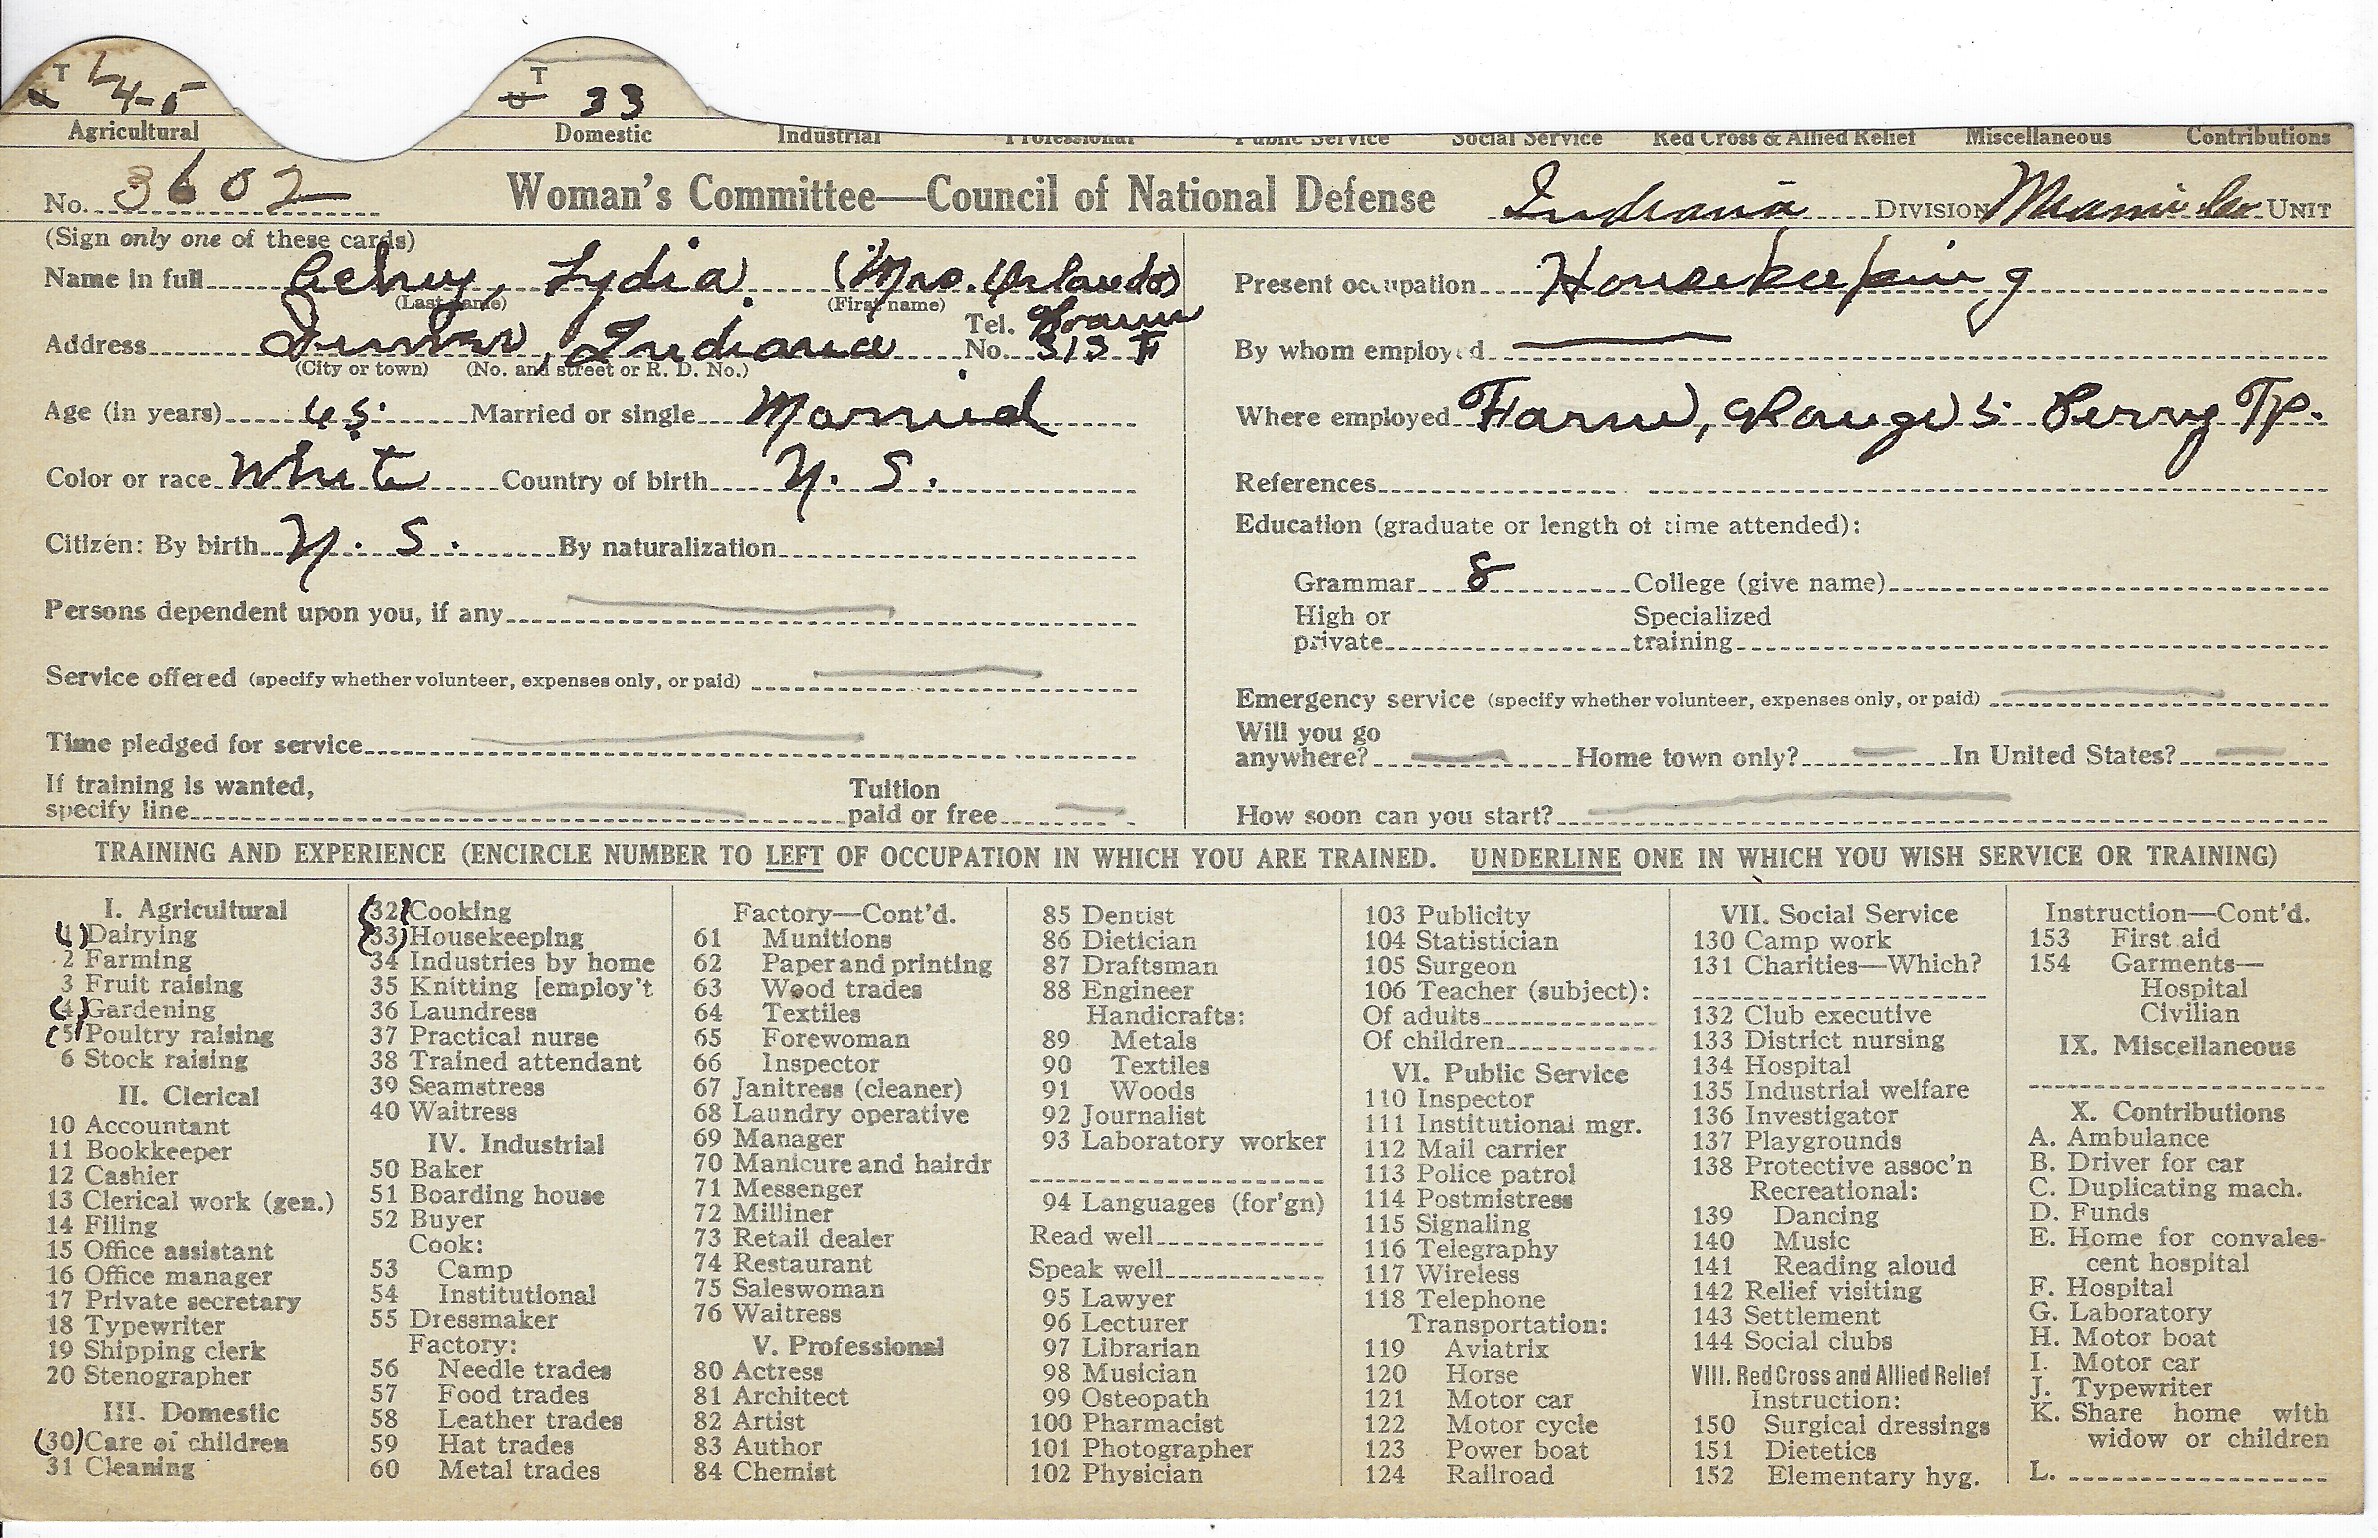 T 4-5
T U 33
Agricultural Domestic Industrial Professional Public Service Social Service Red Cross & Allied Relief Miscellaneous Contributions
No. 3602 Woman's Committee—Council of National Defense Indiana DIVISION Miami Co. UNIT
(Sign only one of these cards)
Name in full Lydia (Mrs. Orlando)
(Last name) (First name)
Address Indiana Tel. No. 313 F
(City or town) (No. and street or R. D. No.)
Age (in years) Married or single Married
Color or race White Country of birth U. S.
Citizen: By birth U. S. By naturalization
Persons dependent upon you, if any
Service offered (specify whether volunteer, expenses only, or paid)
Time pledged for service
If training is wanted,
specify line
Tuition
paid or free
Present occupation Housekeeping
By whom employed
Where employed Farm, Range 5 Perry Tp.
References
Education (graduate or length of time attended):
Grammar 8 College (give name)
High or
private
Specialized
training
Emergency service (specify whether volunteer, expenses only, or paid)
Will you go
anywhere? Home town only? In United States?
How soon can you start?
TRAINING AND EXPERIENCE (ENCIRCLE NUMBER TO LEFT OF OCCUPATION IN WHICH YOU ARE TRAINED. UNDERLINE ONE IN WHICH YOU WISH SERVICE OR TRAINING)
I. Agricultural
(1) Dairying
2 Farming
3 Fruit raising
(4) Gardening
(5) Poultry raising
6 Stock raising
II. Clerical
10 Accountant
11 Bookkeeper
12 Cashier
13 Clerical work (gen.)
14 Filing
15 Office assistant
16 Office manager
17 Private secretary
18 Typewriter
19 Shipping clerk
20 Stenographer
III. Domestic
(30) Care of children
31 Cleaning
(32) Cooking
(33) Housekeeping
34 Industries by home
35 Knitting [employ't
36 Laundress
37 Practical nurse
38 Trained attendant
39 Seamstress
40 Waitress
IV. Industrial
50 Baker
51 Boarding house
52 Buyer
Cook:
53 Camp
54 Institutional
55 Dressmaker
Factory:
56 Needle trades
57 Food trades
58 Leather trades
59 Hat trades
60 Metal trades
Factory—Cont'd.
61 Munitions
62 Paper and printing
63 Wood trades
64 Textiles
65 Forewoman
66 Inspector
67 Janitress (cleaner)
68 Laundry operative
69 Manager
70 Manicure and hairdr
71 Messenger
72 Milliner
73 Retail dealer
74 Restaurant
75 Saleswoman
76 Waitress
V. Professional
80 Actress
81 Architect
82 Artist
83 Author
84 Chemist
85 Dentist
86 Dietician
87 Draftsman
88 Engineer
Handicrafts:
89 Metals
90 Textiles
91 Woods
92 Journalist
93 Laboratory worker
94 Languages (for'gn)
Read well
Speak well
95 Lawyer
96 Lecturer
97 Librarian
98 Musician
99 Osteopath
100 Pharmacist
101 Photographer
102 Physician
103 Publicity
104 Statistician
105 Surgeon
106 Teacher (subject):
Of adults
Of children
VI. Public Service
110 Inspector
111 Institutional mgr.
112 Mail carrier
113 Police patrol
114 Postmistress
115 Signaling
116 Telegraphy
117 Wireless
118 Telephone
Transportation:
119 Aviatrix
120 Horse
121 Motor car
122 Motor cycle
123 Power boat
124 Railroad
VII. Social Service
130 Camp work
131 Charities—Which?
132 Club executive
133 District nursing
134 Hospital
135 Industrial welfare
136 Investigator
137 Playgrounds
138 Protective assoc'n
Recreational:
139 Dancing
140 Music
141 Reading aloud
142 Relief visiting
143 Settlement
144 Social clubs
VIII. Red Cross and Allied Relief
Instruction:
150 Surgical dressings
151 Dietetics
152 Elementary hyg.
Instruction—Cont'd.
153 First aid
154 Garments—
Hospital
Civilian
IX. Miscellaneous
X. Contributions
A. Ambulance
B. Driver for car
C. Duplicating mach.
D. Funds
E. Home for convales-
cent hospital
F. Hospital
G. Laboratory
H. Motor boat
I. Motor car
J. Typewriter
K. Share home with
widow or children
L.